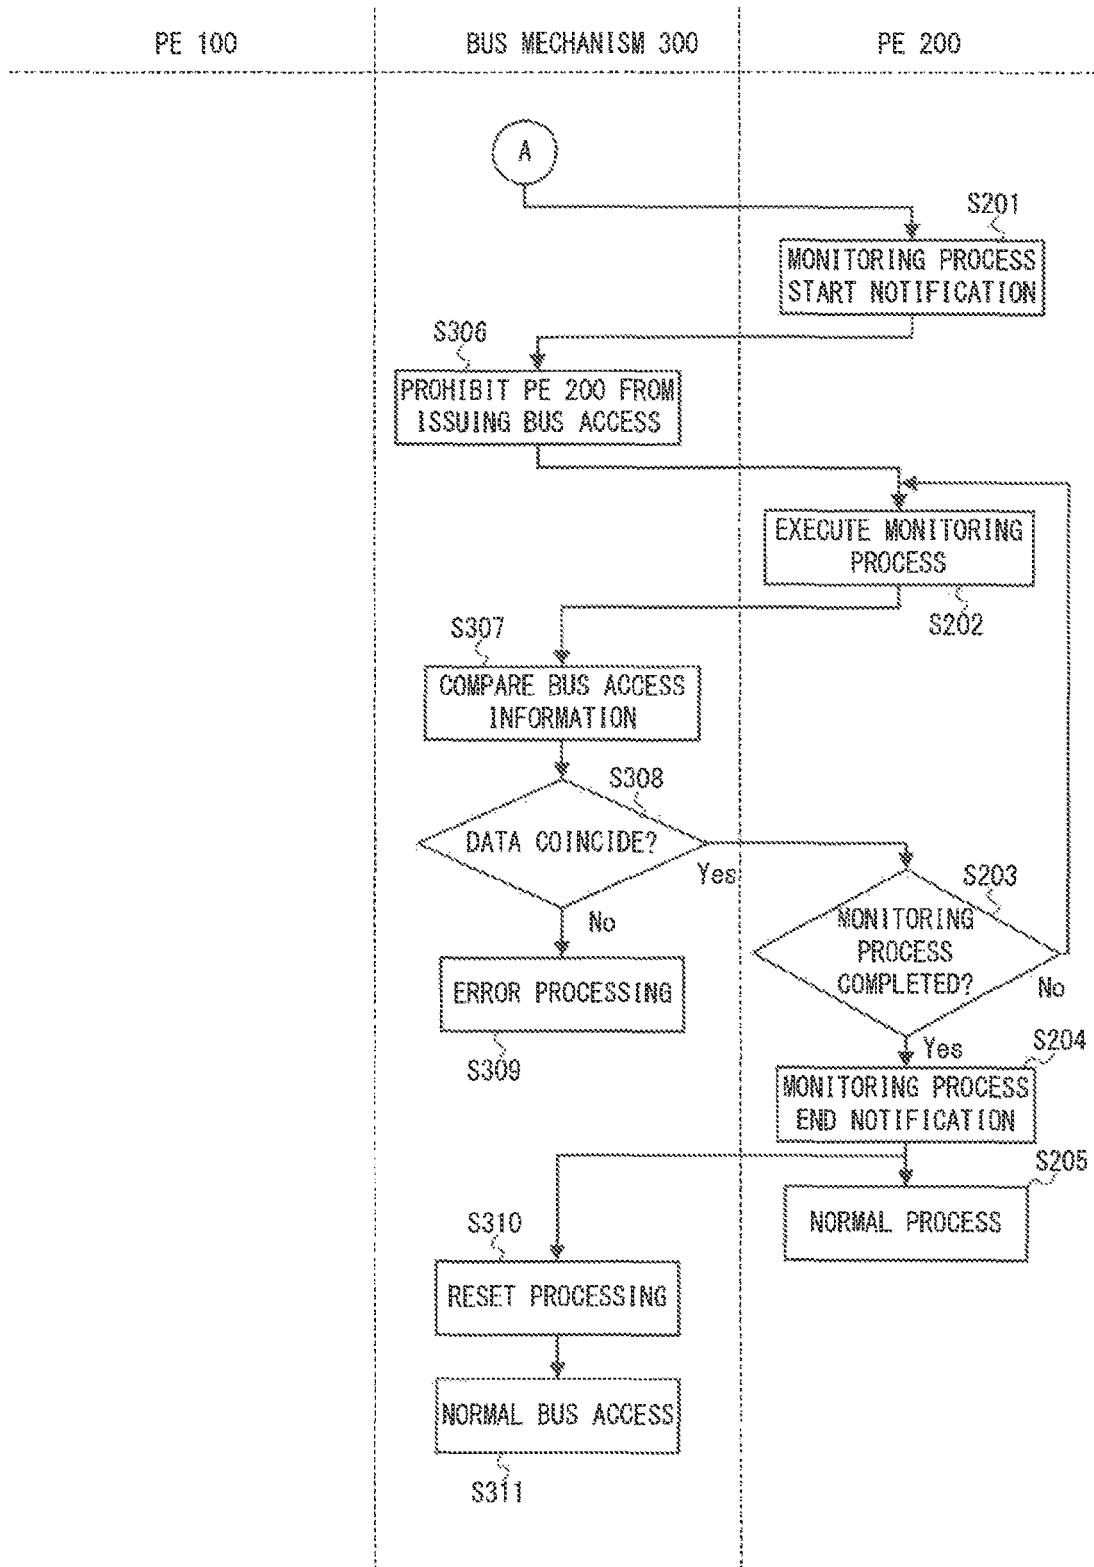 PE 100
BUS MECHANISM 300
PE 200
A
S201
MONITORING PROCESS
START NOTIFICATION
S306
PROHIBIT PE 200 FROM
ISSUING BUS ACCESS
EXECUTE MONITORING
PROCESS
S202
S307
COMPARE BUS ACCESS
INFORMATION
S308
DATA COINCIDE?
Yes
No
S203
MONITORING
PROCESS
COMPLETED?
No
Yes
ERROR PROCESSING
S309
S204
MONITORING PROCESS
END NOTIFICATION
S205
NORMAL PROCESS
S310
RESET PROCESSING
NORMAL BUS ACCESS
S311